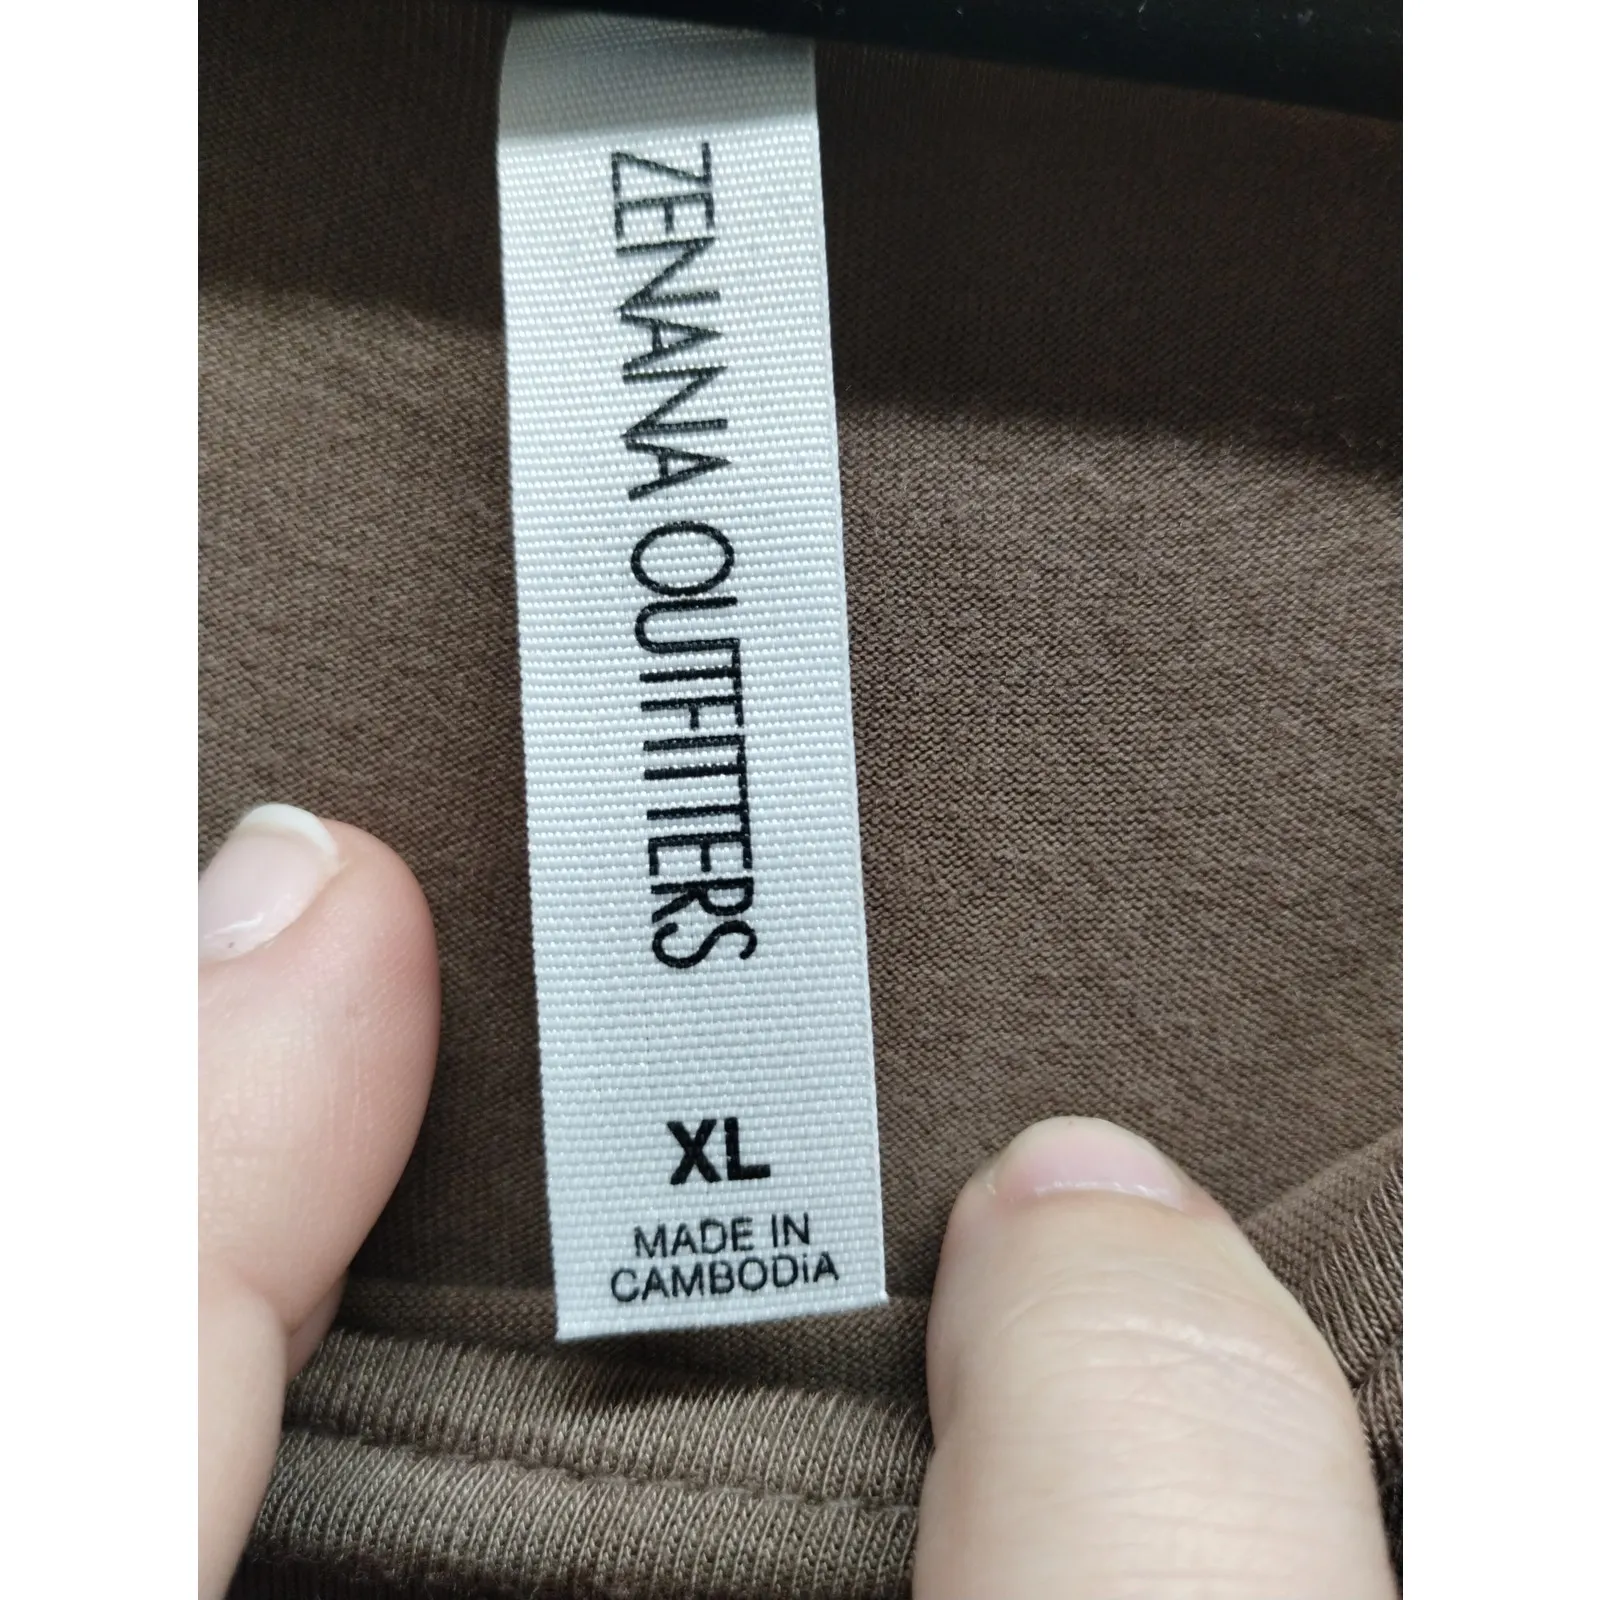 ZENANA OUTFITTERS
XL
MADE IN
CAMBODiA